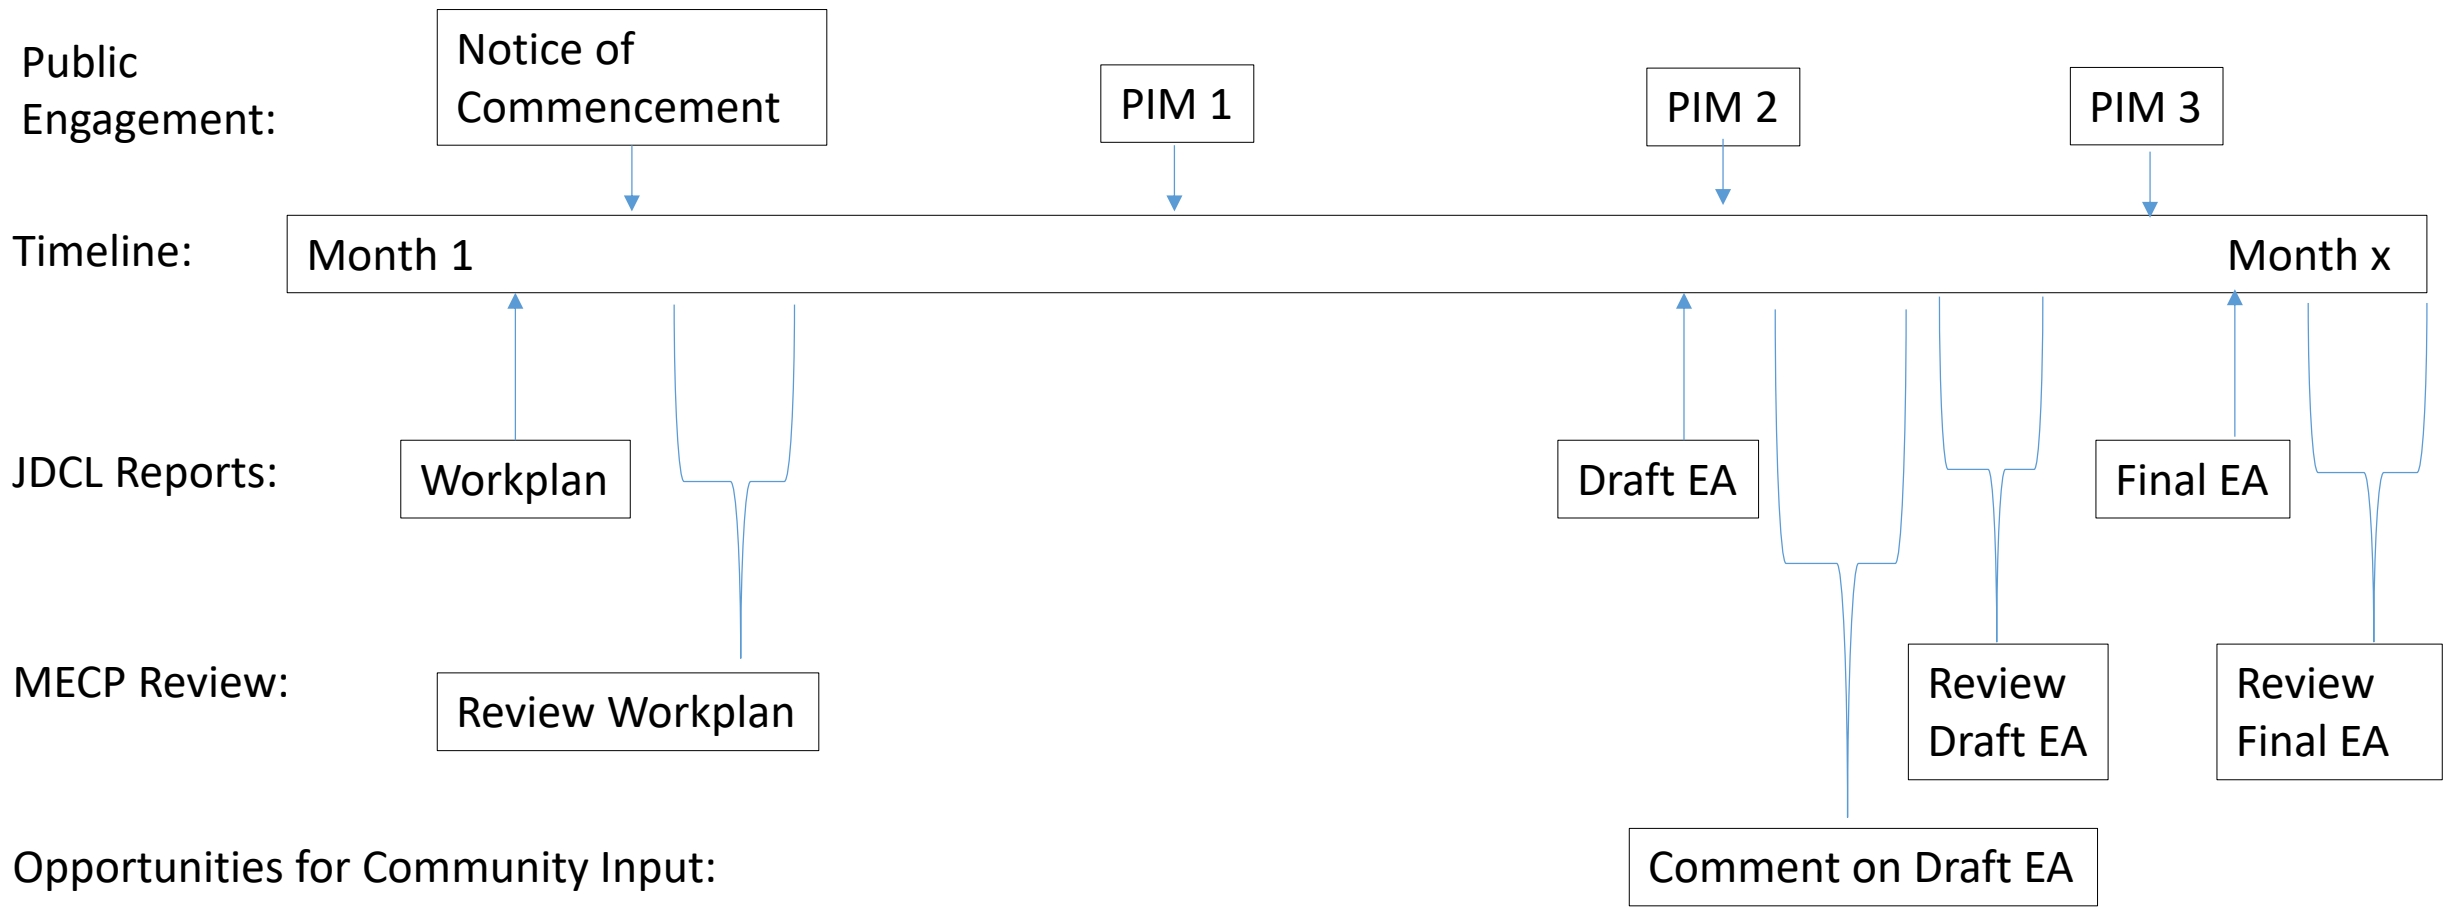 Public
Engagement:
Notice of
Commencement
PIM 1
PIM 2
PIM 3
Timeline:
Month 1
Month x
JDCL Reports:
Workplan
Draft EA
Final EA
MECP Review:
Review Workplan
Review
Draft EA
Review
Final EA
Opportunities for Community Input:
Comment on Draft EA